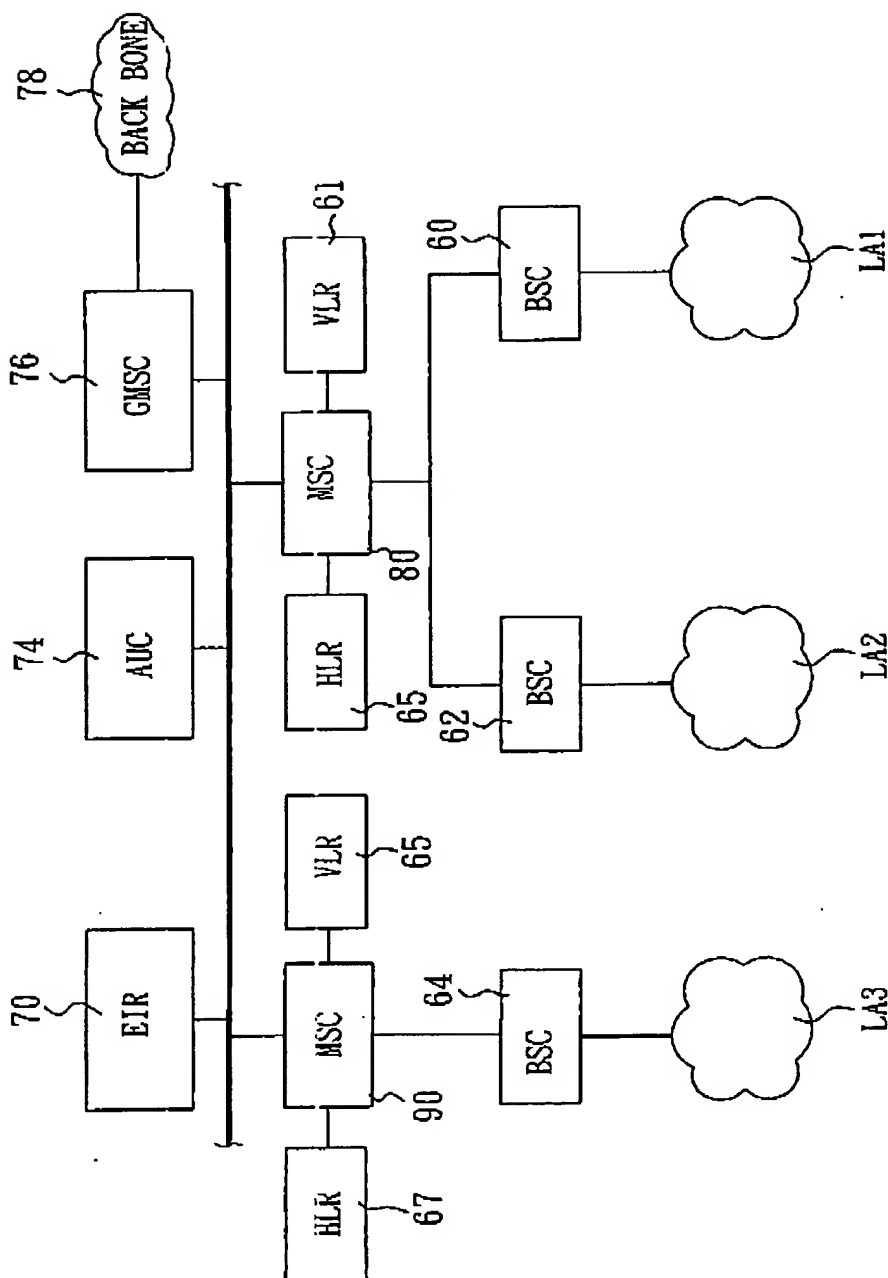 70
74
76
78
EIR
AUC
GMSC
BACK BONE
HLR
MSC
VLR
HLR
MSC
VLR
61
67
90
65
65
80
64
62
60
BSC
BSC
BSC
LA3
LA2
LA1